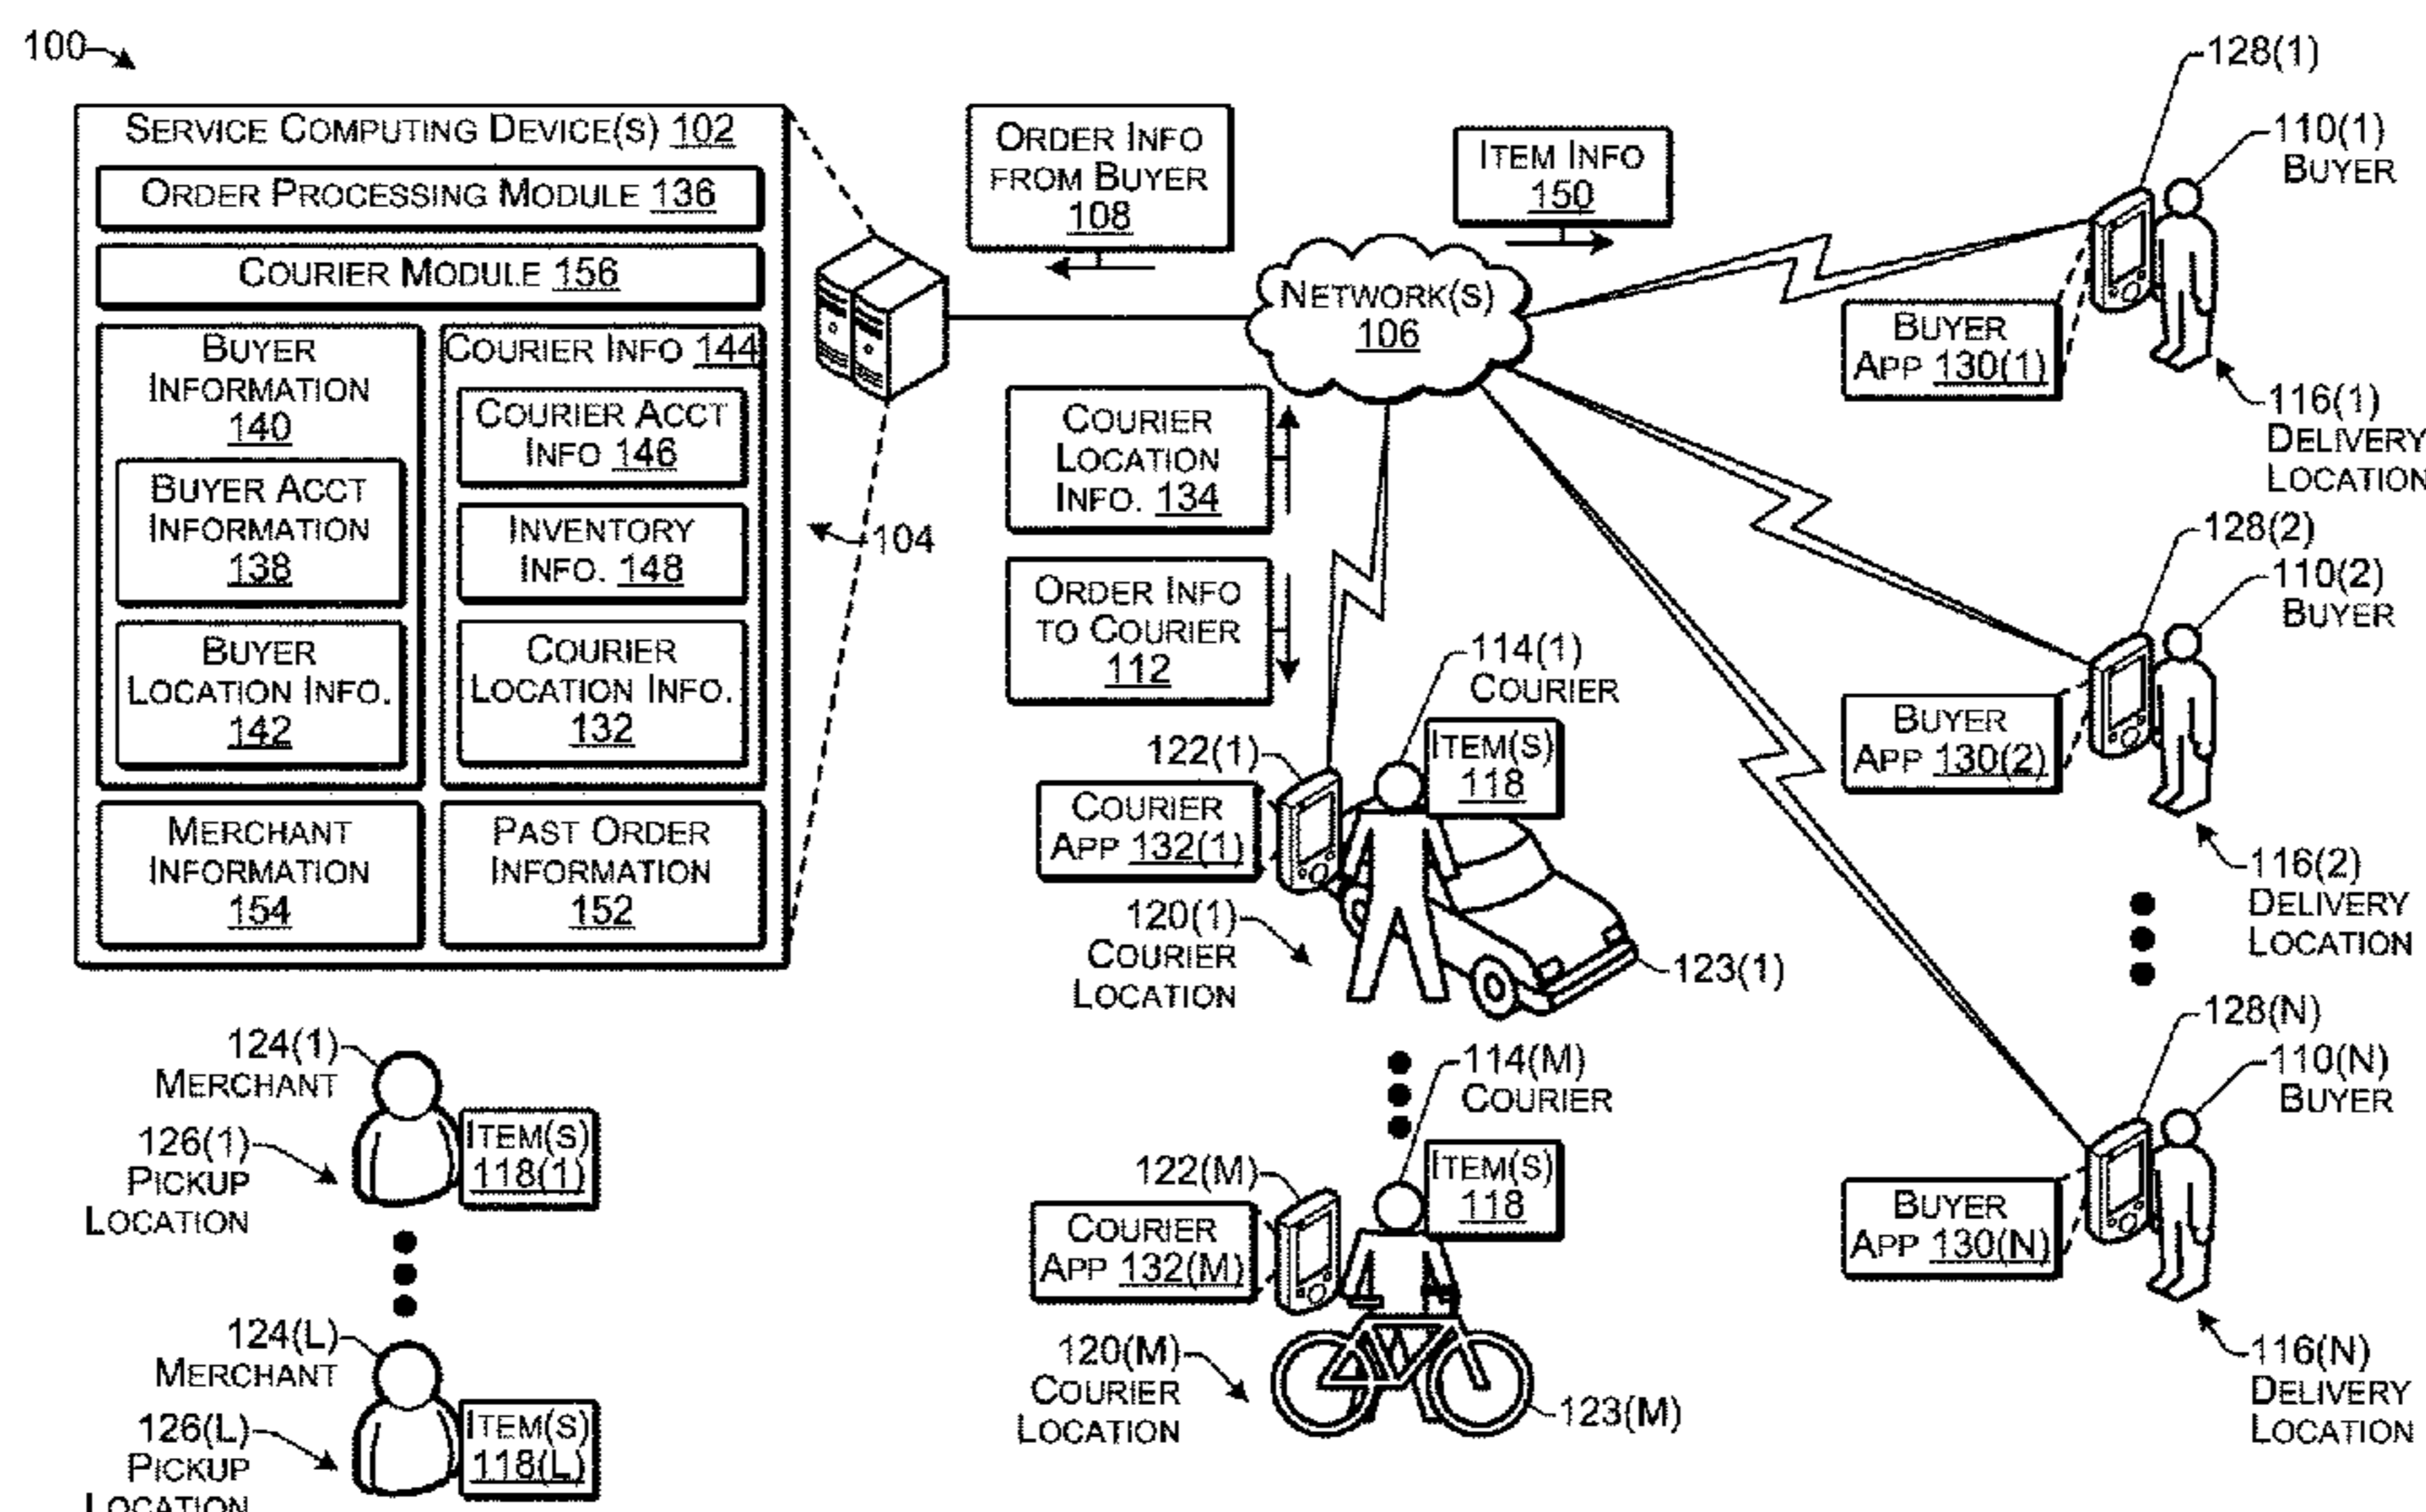 100
SERVICE COMPUTING DEVICE(S) 102
ORDER PROCESSING MODULE 136
COURIER MODULE 156
BUYER
INFORMATION
140
BUYER ACCT
INFORMATION
138
BUYER
LOCATION INFO.
142
COURIER INFO 144
COURIER ACCT
INFO 146
INVENTORY
INFO. 148
COURIER
LOCATION INFO.
132
MERCHANT
INFORMATION
154
PAST ORDER
INFORMATION
152
104
ORDER INFO
FROM BUYER
108
ITEM INFO
150
NETWORK(S)
106
COURIER
LOCATION
INFO. 134
ORDER INFO
TO COURIER
112
128(1)
110(1)
BUYER
BUYER
APP 130(1)
116(1)
DELIVERY
LOCATION
128(2)
110(2)
BUYER
BUYER
APP 130(2)
116(2)
DELIVERY
LOCATION
128(N)
110(N)
BUYER
BUYER
APP 130(N)
116(N)
DELIVERY
LOCATION
114(1)
COURIER
122(1)
ITEM(S)
118
COURIER
APP 132(1)
120(1)
COURIER
LOCATION
123(1)
114(M)
COURIER
122(M)
ITEM(S)
118
COURIER
APP 132(M)
120(M)
COURIER
LOCATION
123(M)
124(1)
MERCHANT
126(1)
PICKUP
LOCATION
ITEM(S)
118(1)
124(L)
MERCHANT
126(L)
PICKUP
LOCATION
ITEM(S)
118(L)